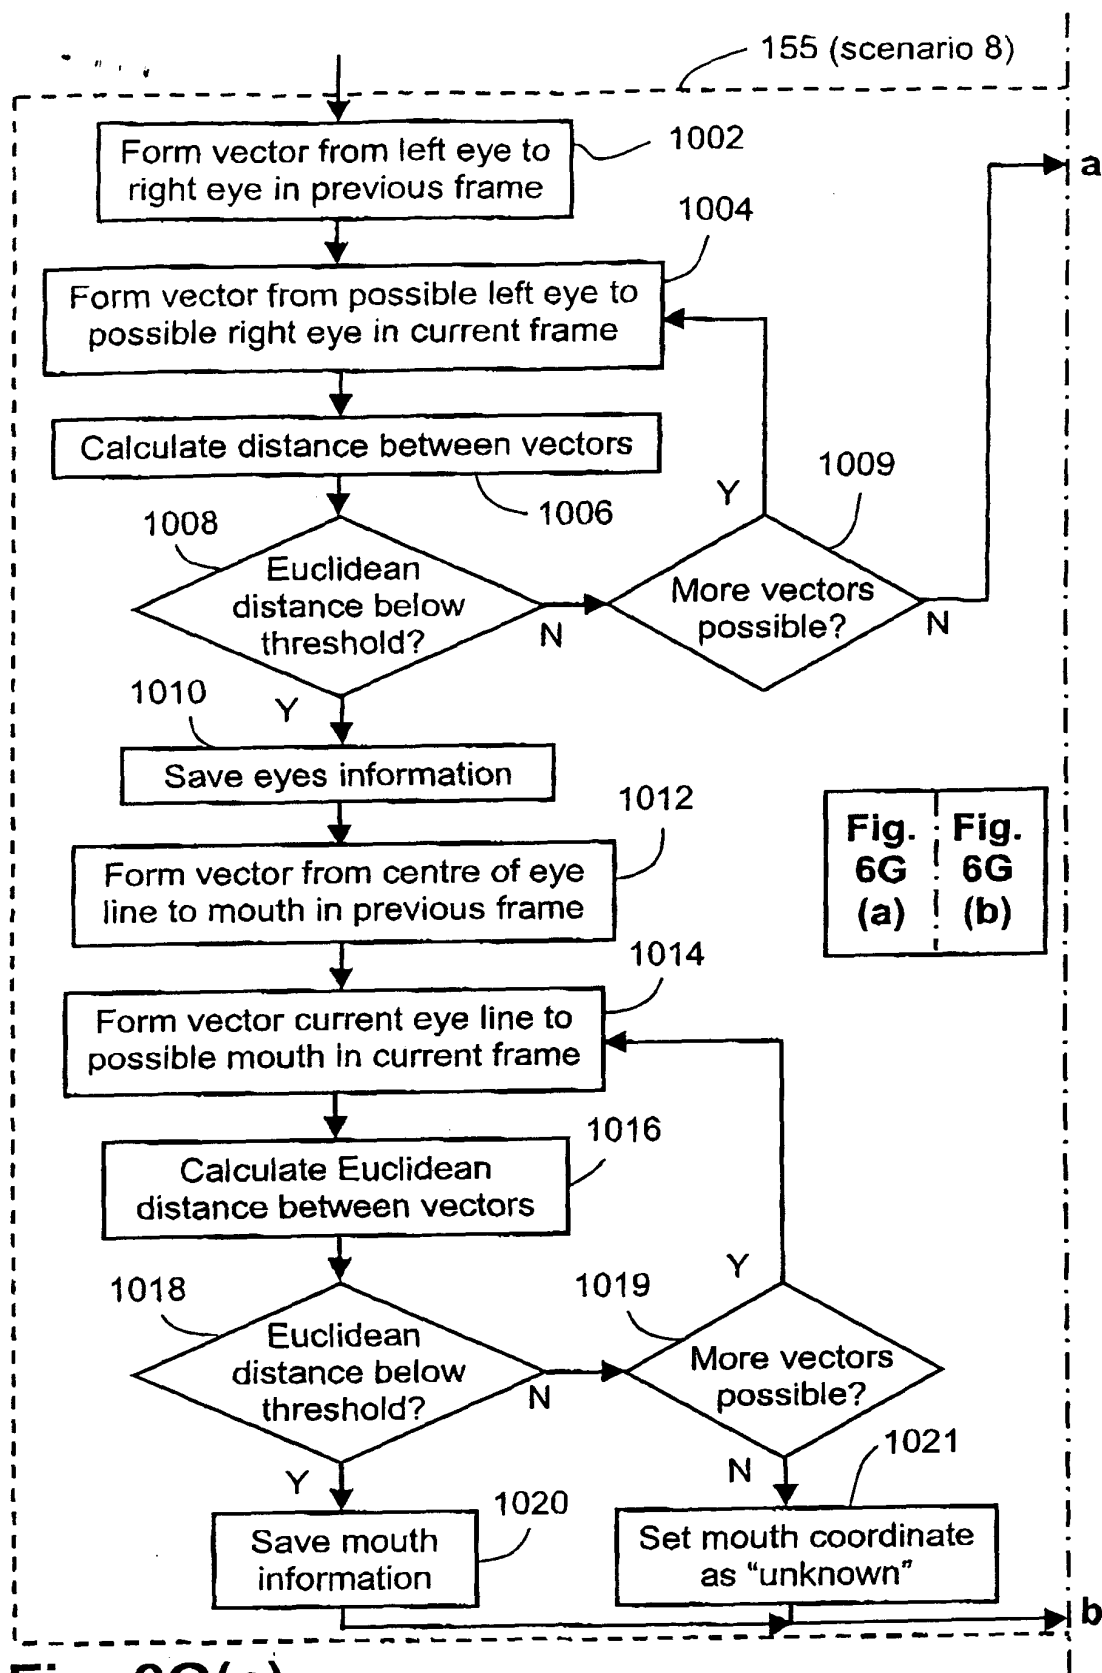 155 (scenario 8)
Form vector from left eye to
right eye in previous frame
1002
a
1004
Form vector from possible left eye to
possible right eye in current frame
Calculate distance between vectors
1006
1008
1009
Euclidean
distance below
threshold?
N
Y
More vectors
possible?
Y
N
1010
Save eyes information
1012
Form vector from centre of eye
line to mouth in previous frame
Fig.
6G
(a)
Fig.
6G
(b)
1014
Form vector current eye line to
possible mouth in current frame
1016
Calculate Euclidean
distance between vectors
1018
1019
Euclidean
distance below
threshold?
N
Y
More vectors
possible?
Y
N
1020
1021
Save mouth
information
Set mouth coordinate
as “unknown”
b